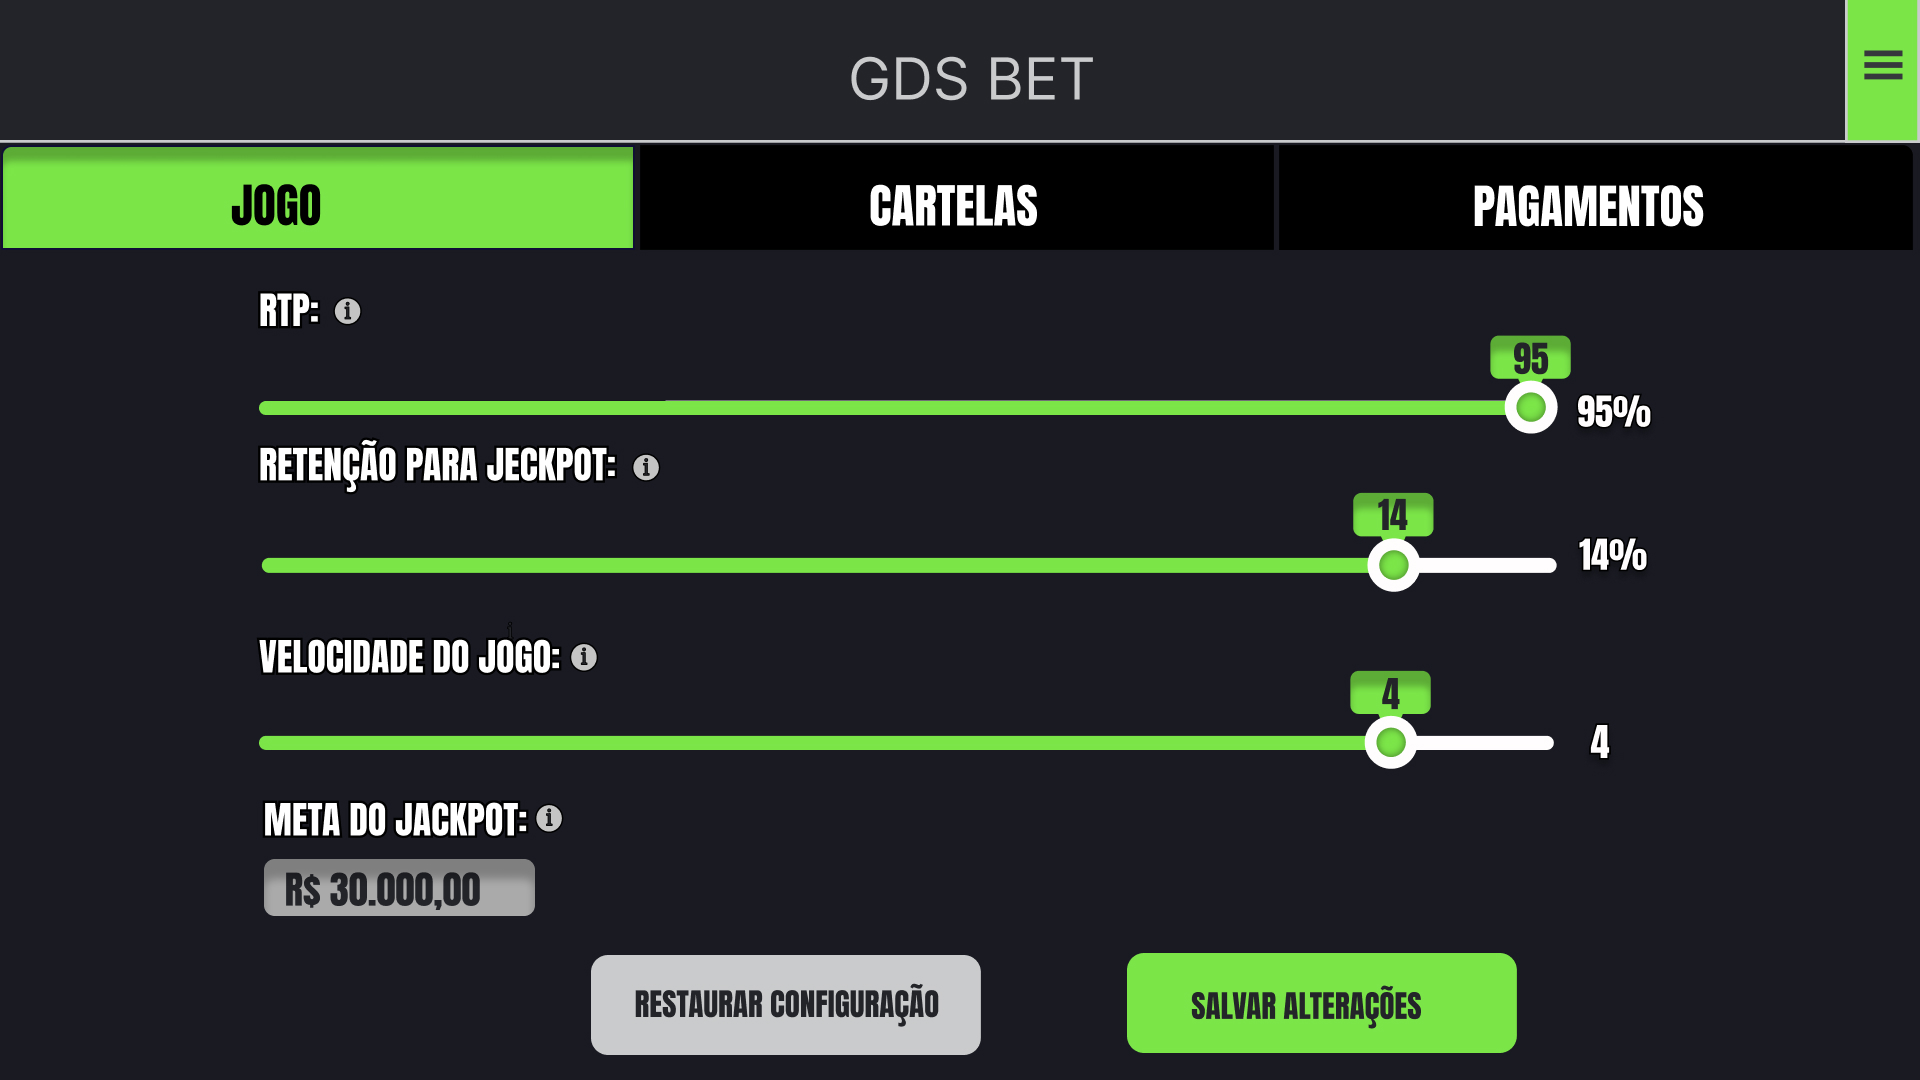 GDS BET
JOGO
CARTELAS
PAGAMENTOS
RTP:
95
95%
RETENÇÃO PARA JECKPOT:
14
14%
VELOCIDADE DO JOGO:
4
4
META DO JACKPOT:
R$ 30.000,00
RESTAURAR CONFIGURAÇÃO
SALVAR ALTERAÇÕES